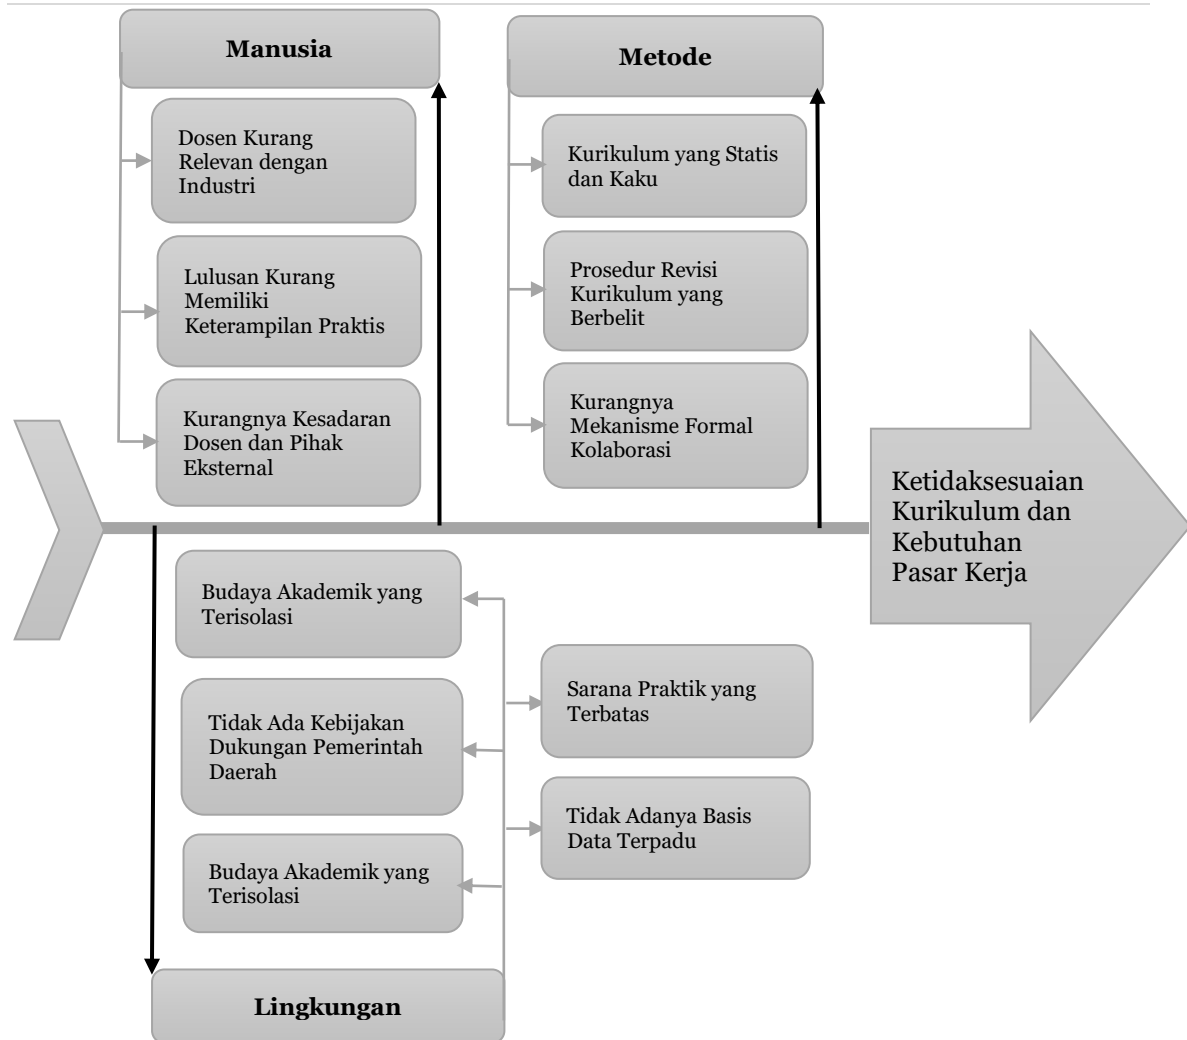 Manusia
Dosen Kurang
Relevan dengan
Industri
Lulusan Kurang
Memiliki
Keterampilan Praktis
Kurangnya Kesadaran
Dosen dan Pihak
Eksternal
Metode
Kurikulum yang Statis
dan Kaku
Prosedur Revisi
Kurikulum yang
Berbelit
Kurangnya
Mekanisme Formal
Kolaborasi
Ketidaksesuaian
Kurikulum dan
Kebutuhan
Pasar Kerja
Budaya Akademik yang
Terisolasi
Tidak Ada Kebijakan
Dukungan Pemerintah
Daerah
Budaya Akademik yang
Terisolasi
Sarana Praktik yang
Terbatas
Tidak Adanya Basis
Data Terpadu
Lingkungan